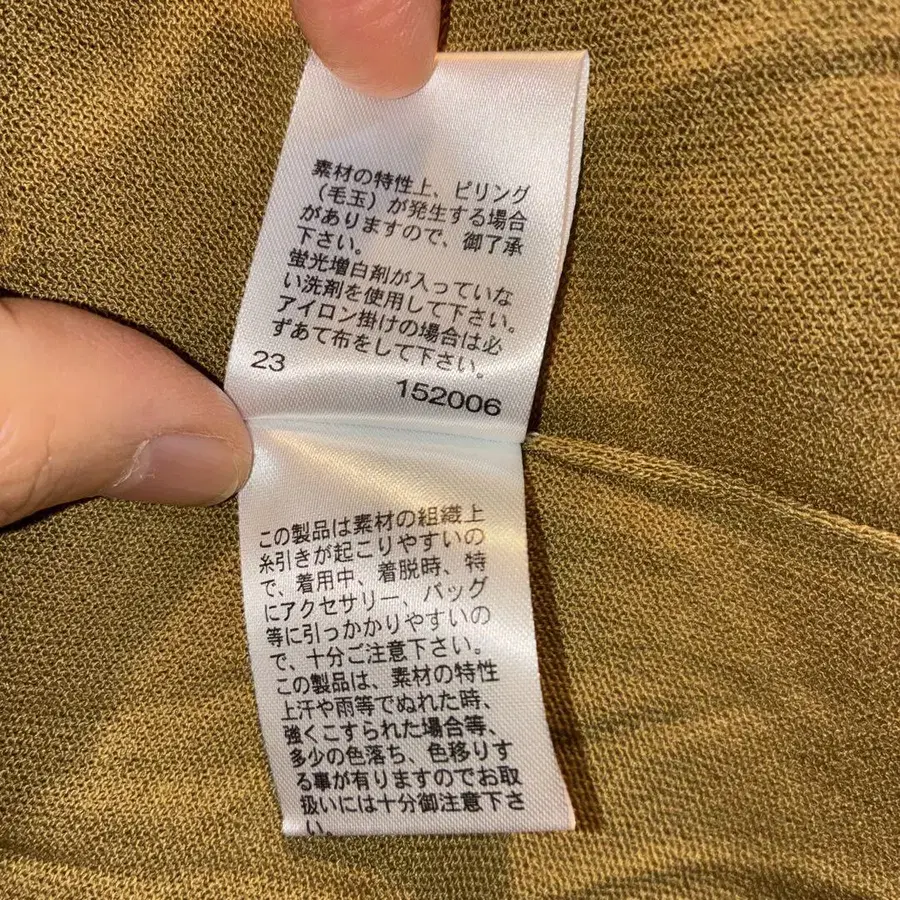 素材の特性上、ピリング
（毛玉）が発生する場合
がありますので、御了承
下さい。
蛍光増白剤が入っていな
い洗剤を使用して下さい。
アイロン掛けの場合は必
ずあて布をして下さい。
23
152006
この製品は素材の組織上
糸引きが起こりやすいの
で、着用中、着脱時、特
にアクセサリー、バッグ
等に引っかかりやすいの
で、十分ご注意下さい。
この製品は、素材の特性
上汗や雨等でぬれた時、
強くこすられた場合等、
多少の色落ち、色移りす
る事が有りますのでお取
扱いには十分御注意下さ
い。